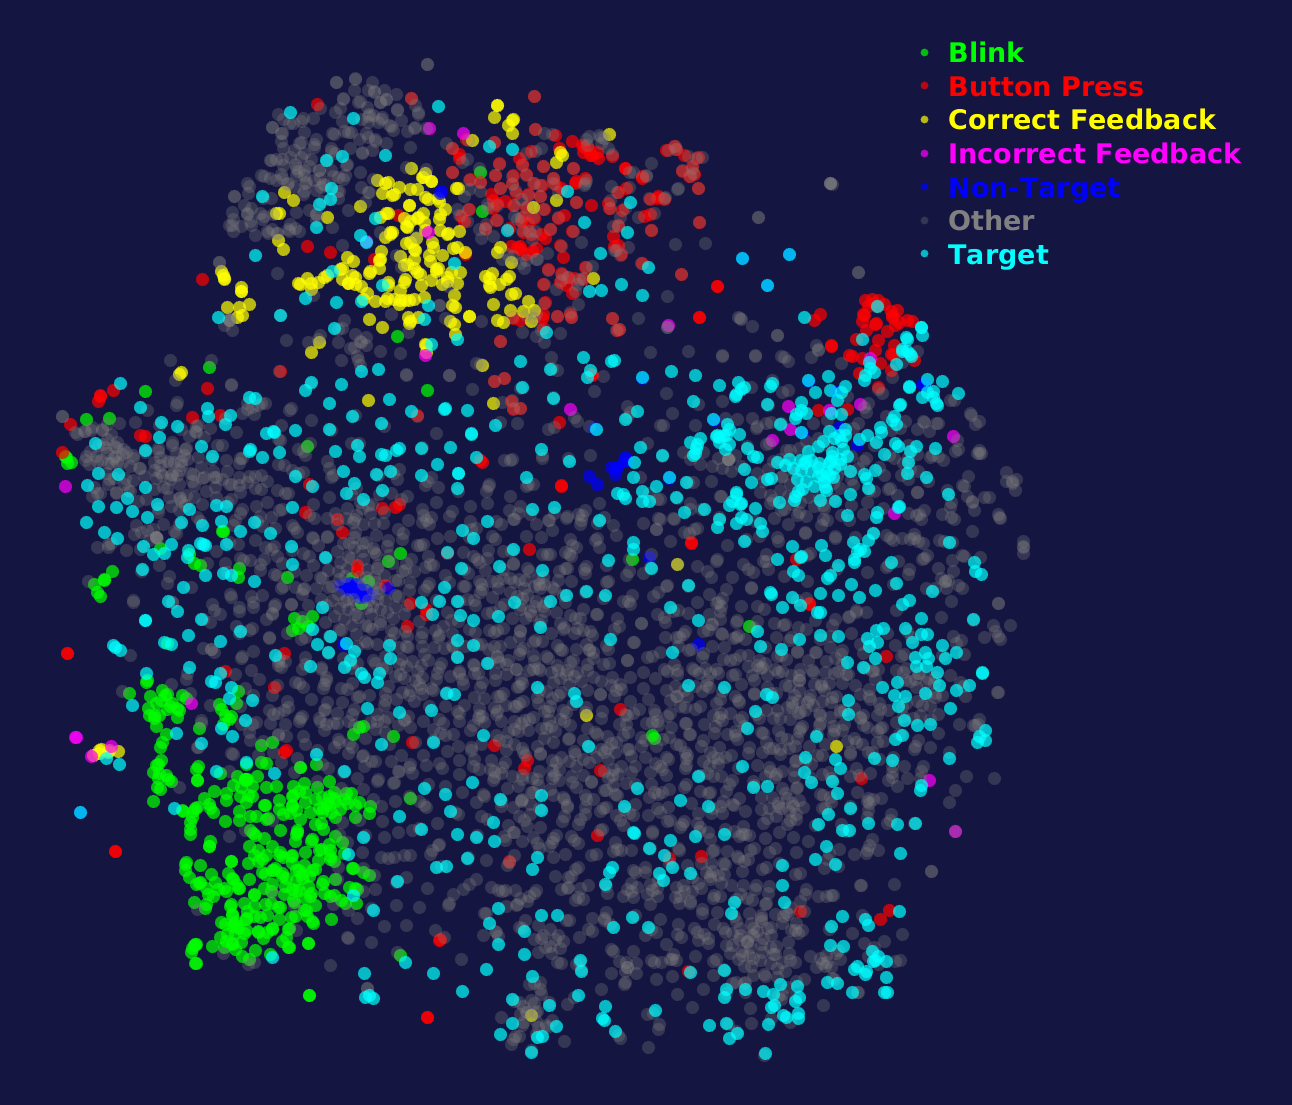 Blink
Button Press
Correct Feedback
Incorrect Feedback
Non-Target
Other
Target